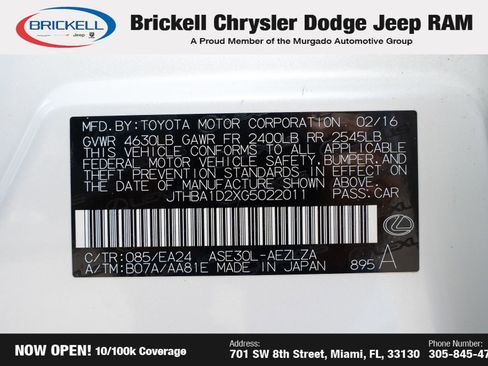 BRICKELL
Jeep
Brickell Chrysler Dodge Jeep RAM
A Proud Member of the Murgado Automotive Group
MFD.BY:TOYOTA MOTOR CORPORATION 02/16
GVWR 4630LB GAWR FR 2400LB RR 2545LB
THIS VEHICLE CONFORMS TO ALL APPLICABLE
FEDERAL MOTOR VEHICLE SAFETY,BUMPER,AND
THEFT PREVENTION STANDARDS IN EFFECT ON
THE DATE OF MANUFACTURE SHOWN ABOVE.
JTHBA1D2XG5022011 PASS.CAR
C/TR:085/EA24 ASE30L-AEZLZA
A/TM:B07A/AA81E MADE IN JAPAN 895 A
NOW OPEN! 10/100k Coverage
Address:
701 SW 8th Street, Miami, FL, 33130
Phone Number:
305-845-47